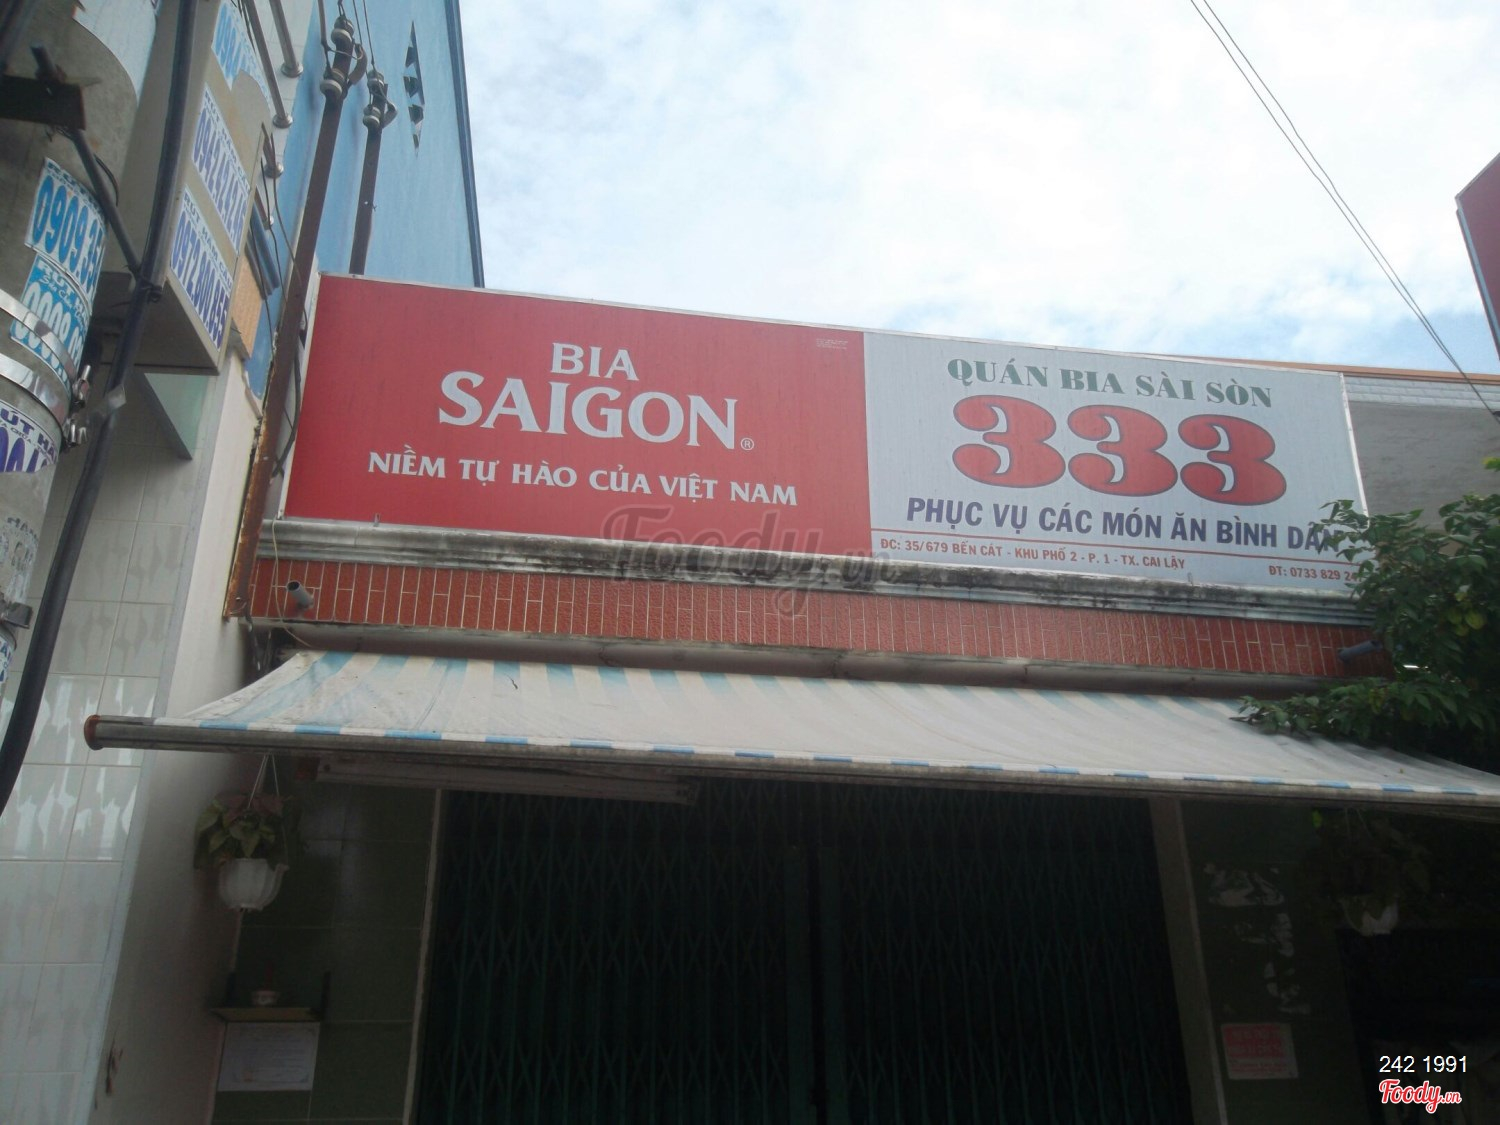 BIA
SAIGON®
NIỀM TỰ HÀO CỦA VIỆT NAM
QUÁN BIA SÀI SÒN
333
PHỤC VỤ CÁC MÓN ĂN BÌNH DÂN
ĐC: 35/679 BẾN CÁT - KHU PHỐ 2 - P. 1 - TX. CAI LẬY
ĐT: 0733 829
Foody.vn
242 1991
Foody.vn